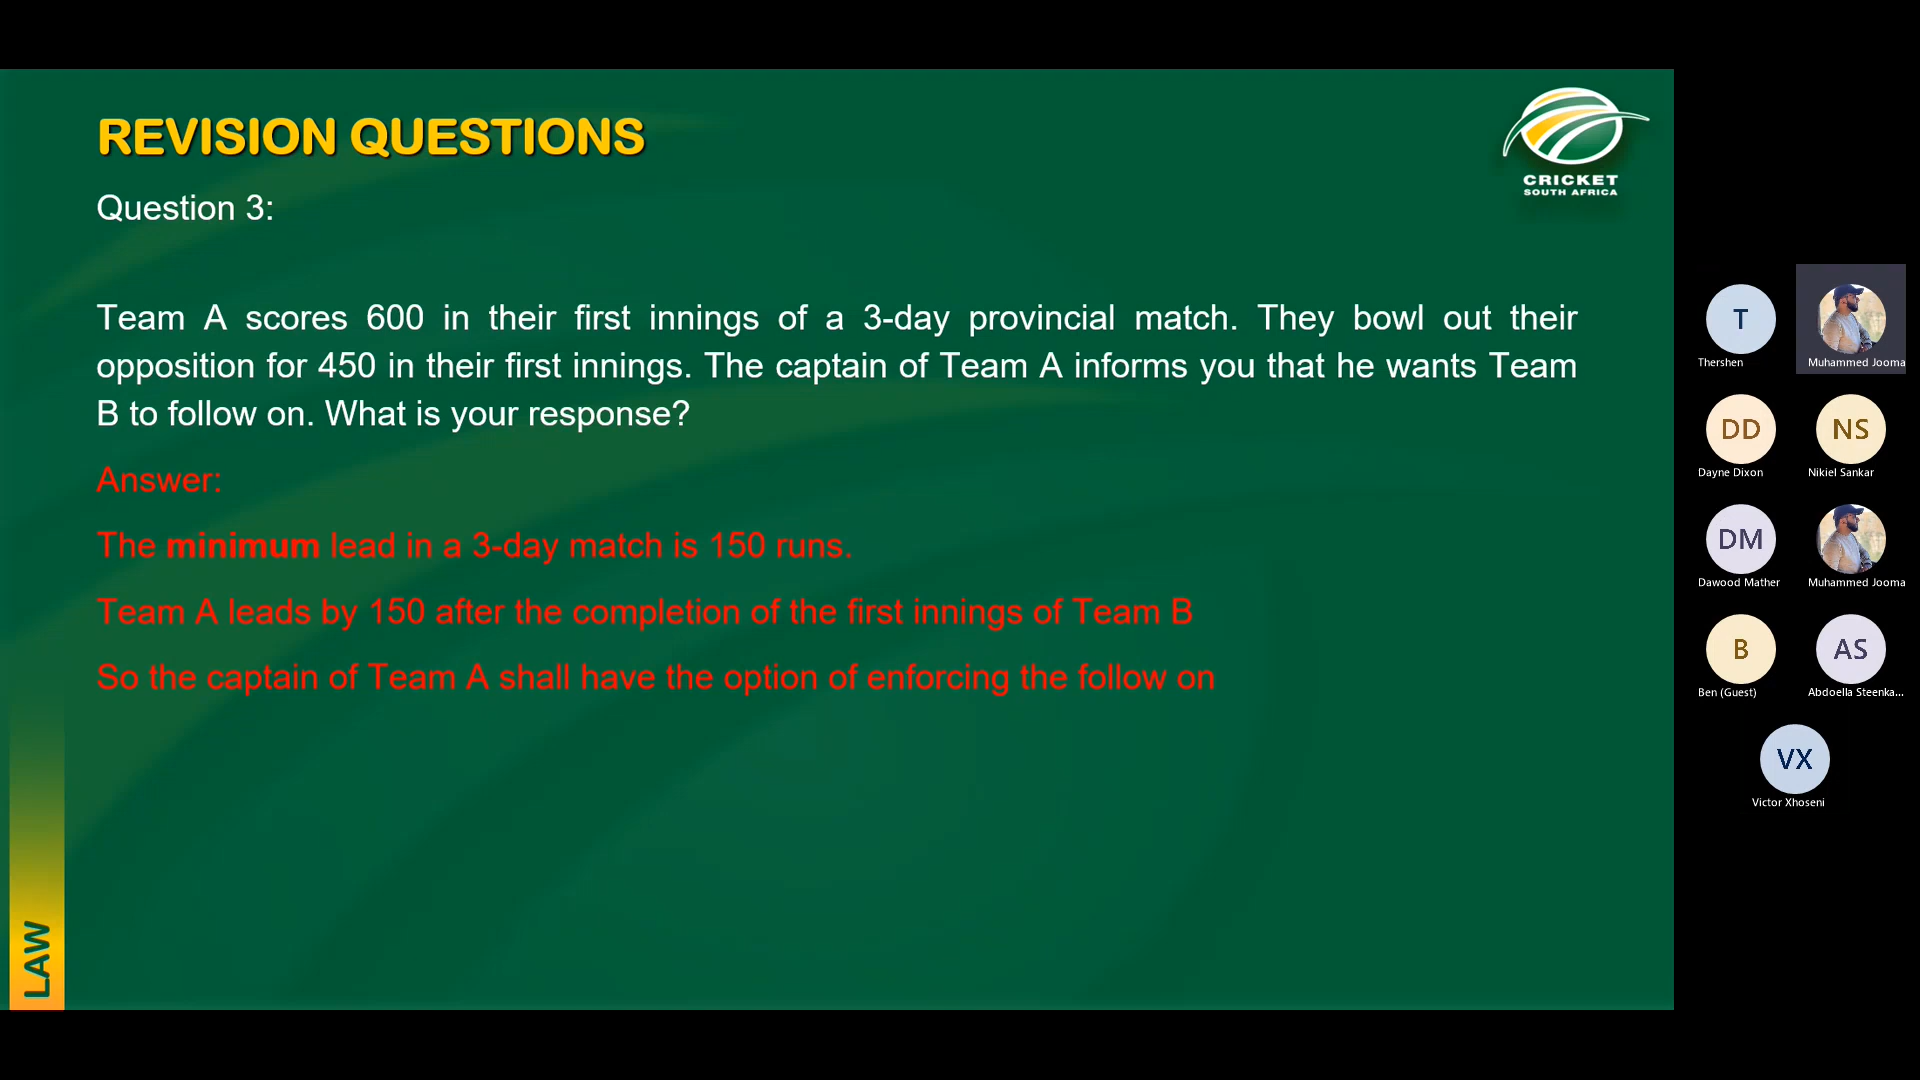 REVISION QUESTIONS
CRICKET
SOUTH AFRICA
Question 3:
Team A scores 600 in their first innings of a 3-day provincial match. They bowl out their
opposition for 450 in their first innings. The captain of Team A informs you that he wants Team
B to follow on. What is your response?
Answer:
The minimum lead in a 3-day match is 150 runs.
Team A leads by 150 after the completion of the first innings of Team B
So the captain of Team A shall have the option of enforcing the follow on
LAW
T
Thershen
Muhammed Jooma
DD
Dayne Dixon
NS
Nikiel Sankar
DM
Dawood Mather
Muhammed Jooma
B
Ben (Guest)
AS
Abdoella Steenka...
VX
Victor Xhoseni